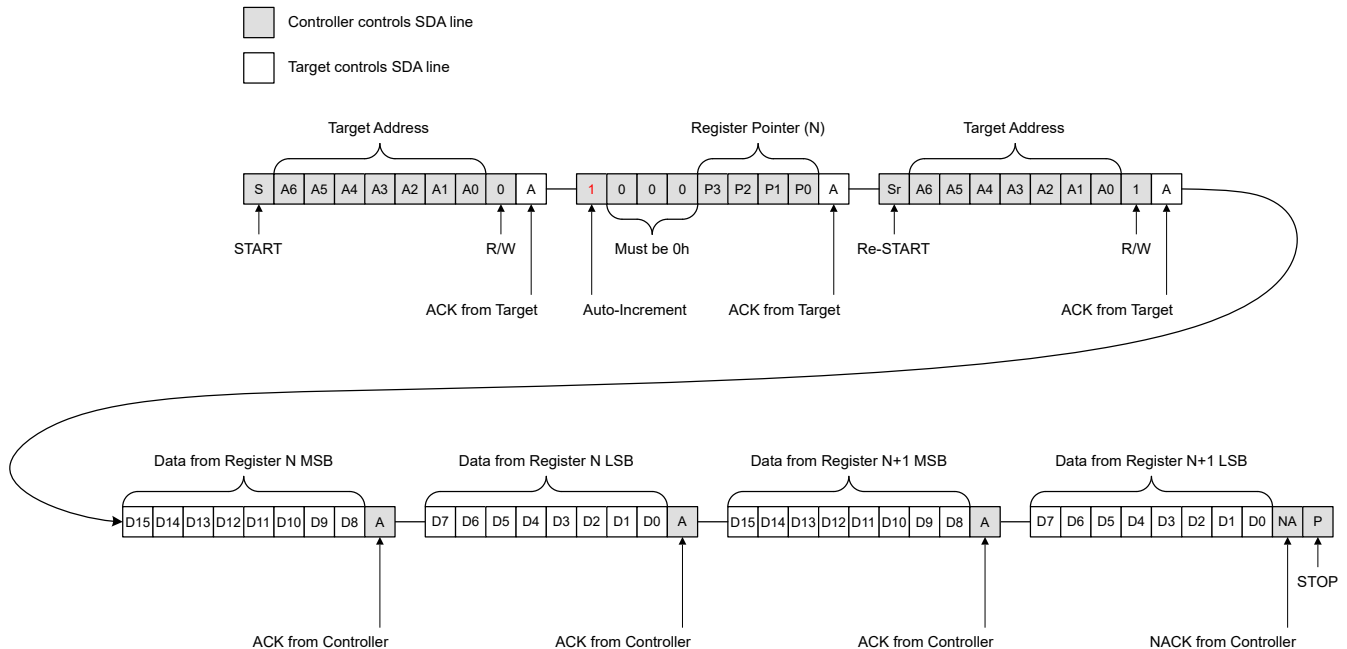 Controller controls SDA line
Target controls SDA line
Target Address
Register Pointer (N)
Target Address
S A6 A5 A4 A3 A2 A1 A0 0 A 1 0 0 0 P3 P2 P1 P0 A Sr A6 A5 A4 A3 A2 A1 A0 1 A
START R/W Must be 0h Re-START R/W
ACK from Target Auto-Increment ACK from Target ACK from Target
Data from Register N MSB
Data from Register N LSB
Data from Register N+1 MSB
Data from Register N+1 LSB
D15 D14 D13 D12 D11 D10 D9 D8 A D7 D6 D5 D4 D3 D2 D1 D0 A D15 D14 D13 D12 D11 D10 D9 D8 A D7 D6 D5 D4 D3 D2 D1 D0 NA P
STOP
ACK from Controller ACK from Controller ACK from Controller NACK from Controller